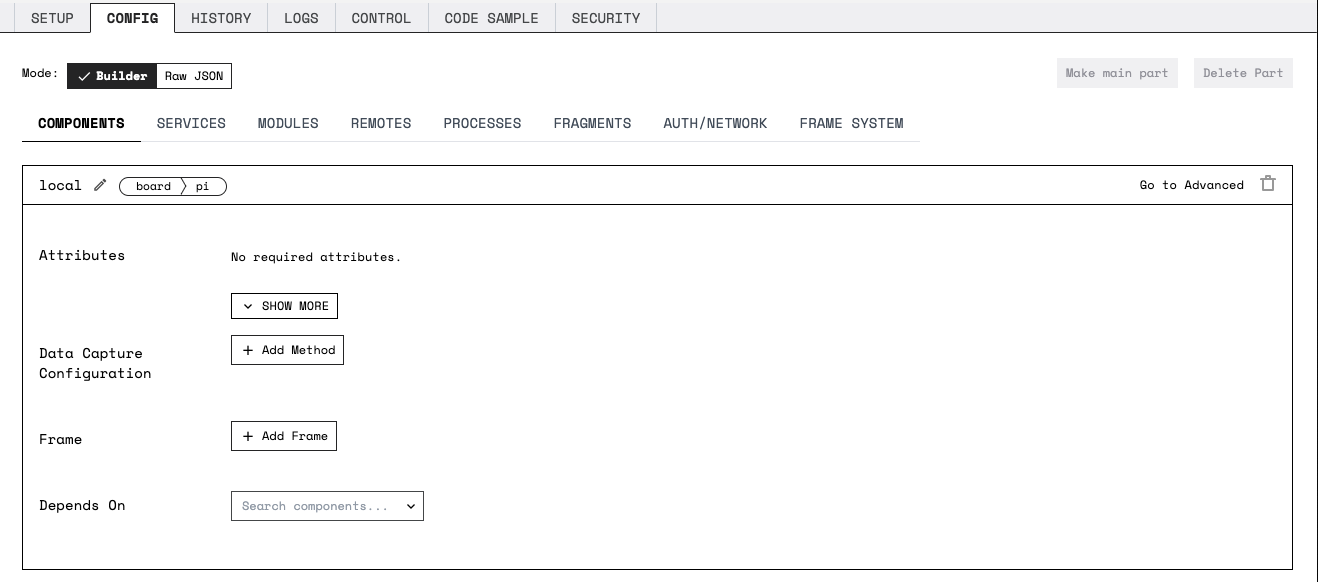 SETUP CONFIG HISTORY LOGS CONTROL CODE SAMPLE SECURITY
Mode: Builder Raw JSON Make main part Delete Part
COMPONENTS SERVICES MODULES REMOTES PROCESSES FRAGMENTS AUTH/NETWORK FRAME SYSTEM
local board pi Go to Advanced
Attributes No required attributes.
SHOW MORE
Data Capture
Configuration
+ Add Method
Frame + Add Frame
Depends On Search components...